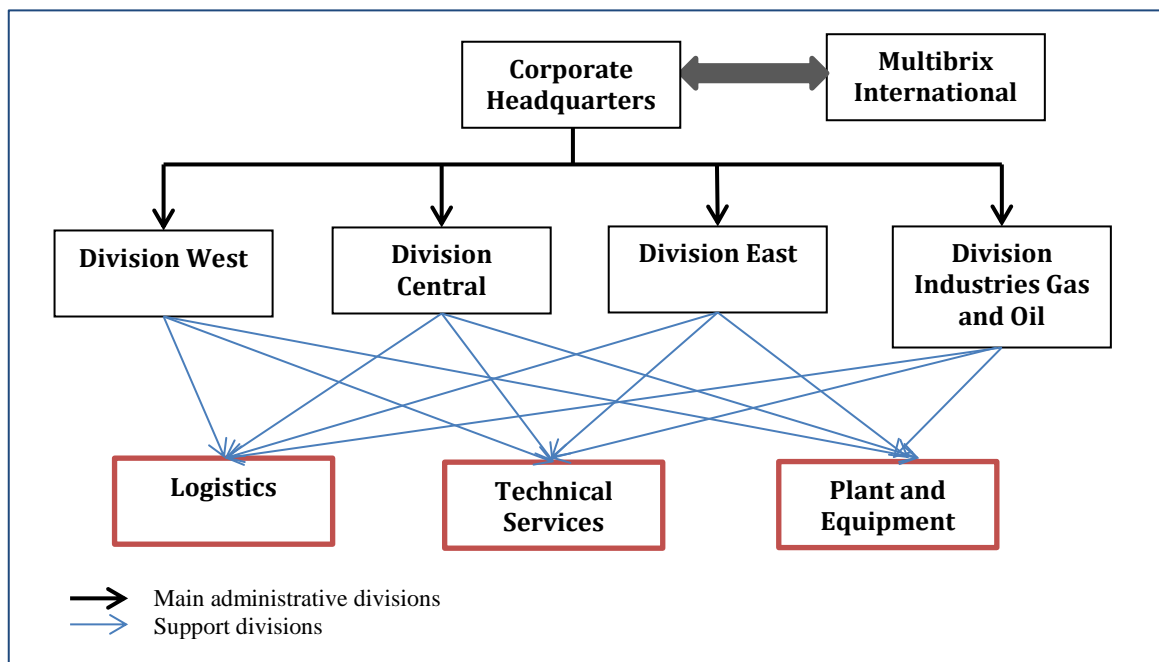 Corporate
Headquarters
Multibrix
International
Division West
Division
Central
Division East
Division
Industries Gas
and Oil
Logistics
Technical
Services
Plant and
Equipment
Main administrative divisions
Support divisions